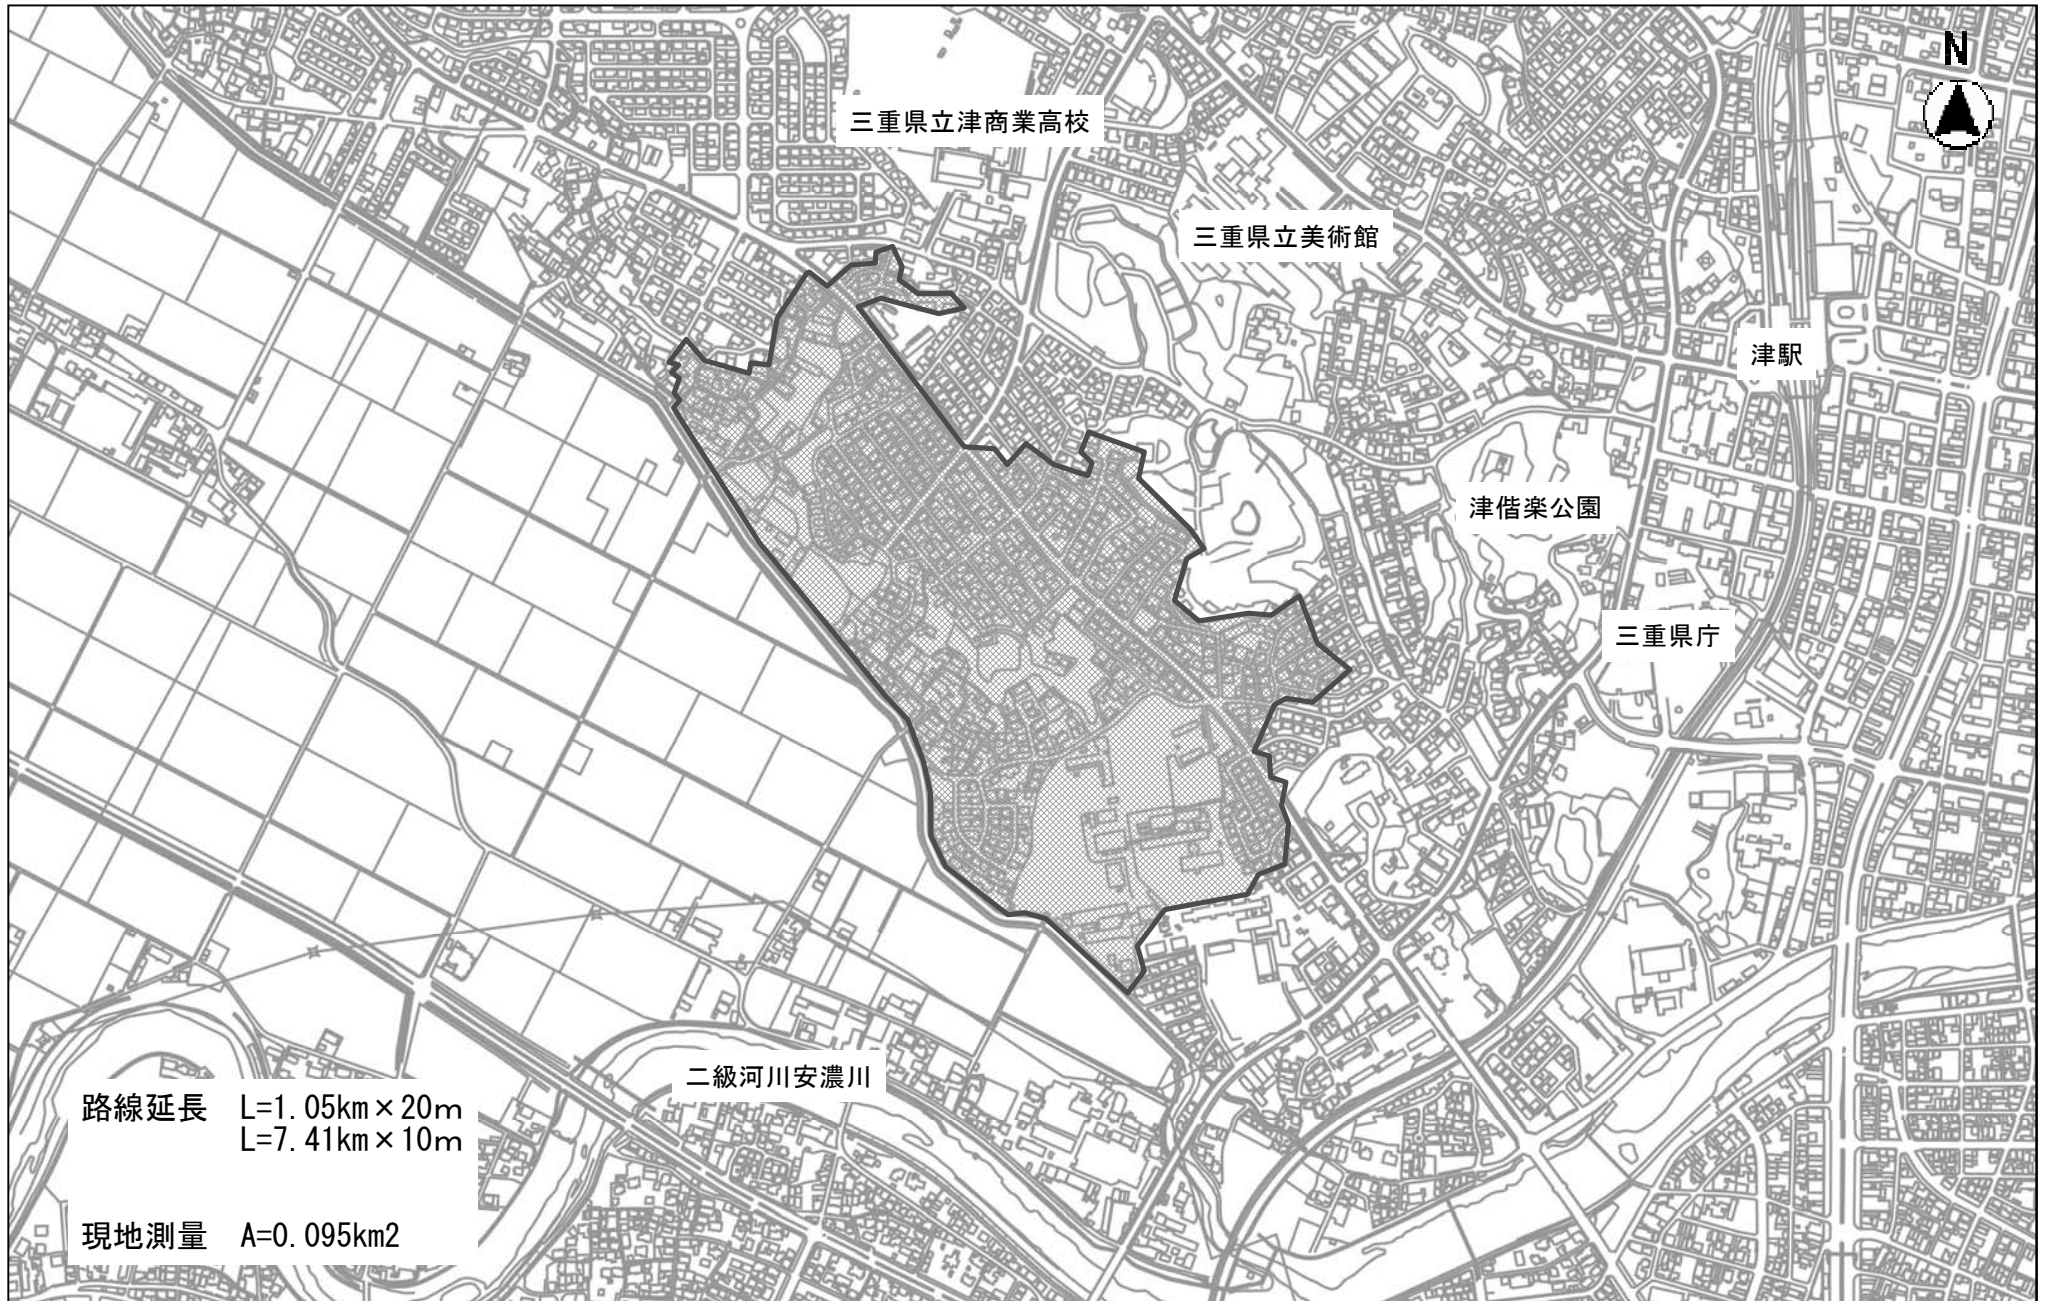 N
三重県立津商業高校
三重県立美術館
津駅
津偕楽公園
三重県庁
二級河川安濃川
路線延長 L=1.05km×20m
L=7.41km×10m
現地測量 A=0.095km2